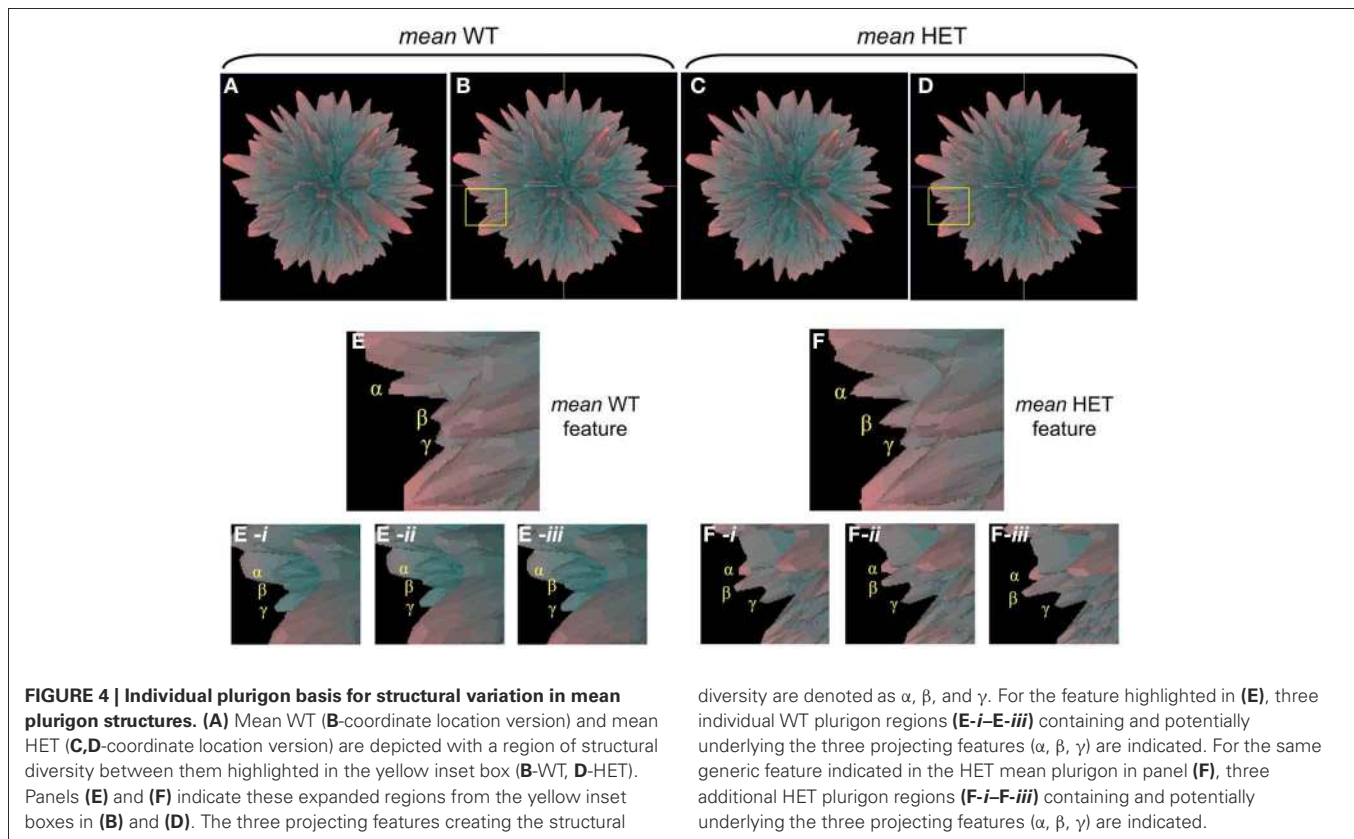 mean WT
mean HET
A
B
C
D
E
α
β
γ
mean WT
feature
F
α
β
γ
mean HET
feature
E -i
α
β
γ
E -ii
α
β
γ
E -iii
α
β
γ
F -i
α
β
γ
F-ii
α
β
γ
F-iii
α
β
γ
FIGURE 4 | Individual plurigon basis for structural variation in mean
plurigon structures. (A) Mean WT (B-coordinate location version) and mean
HET (C,D-coordinate location version) are depicted with a region of structural
diversity between them highlighted in the yellow inset box (B-WT, D-HET).
Panels (E) and (F) indicate these expanded regions from the yellow inset
boxes in (B) and (D). The three projecting features creating the structural
diversity are denoted as α, β, and γ. For the feature highlighted in (E), three
individual WT plurigon regions (E-i–E-iii) containing and potentially
underlying the three projecting features (α, β, γ) are indicated. For the same
generic feature indicated in the HET mean plurigon in panel (F), three
additional HET plurigon regions (F-i–F-iii) containing and potentially
underlying the three projecting features (α, β, γ) are indicated.